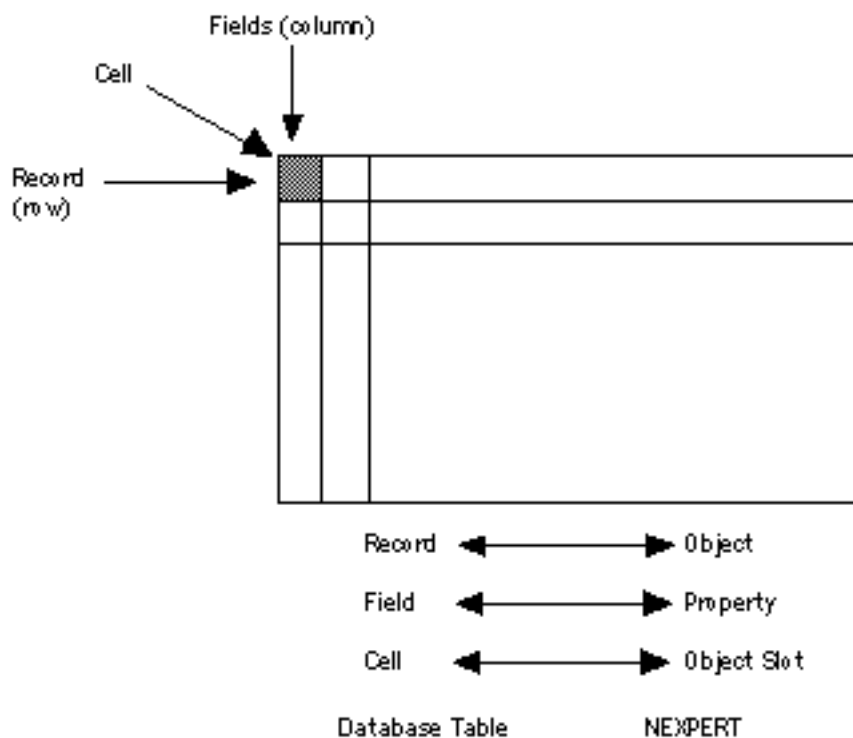 Fields (column)
Cell
Record
(row)
Record Object
Field Property
Cell Object Slot
Database Table NEXPERT